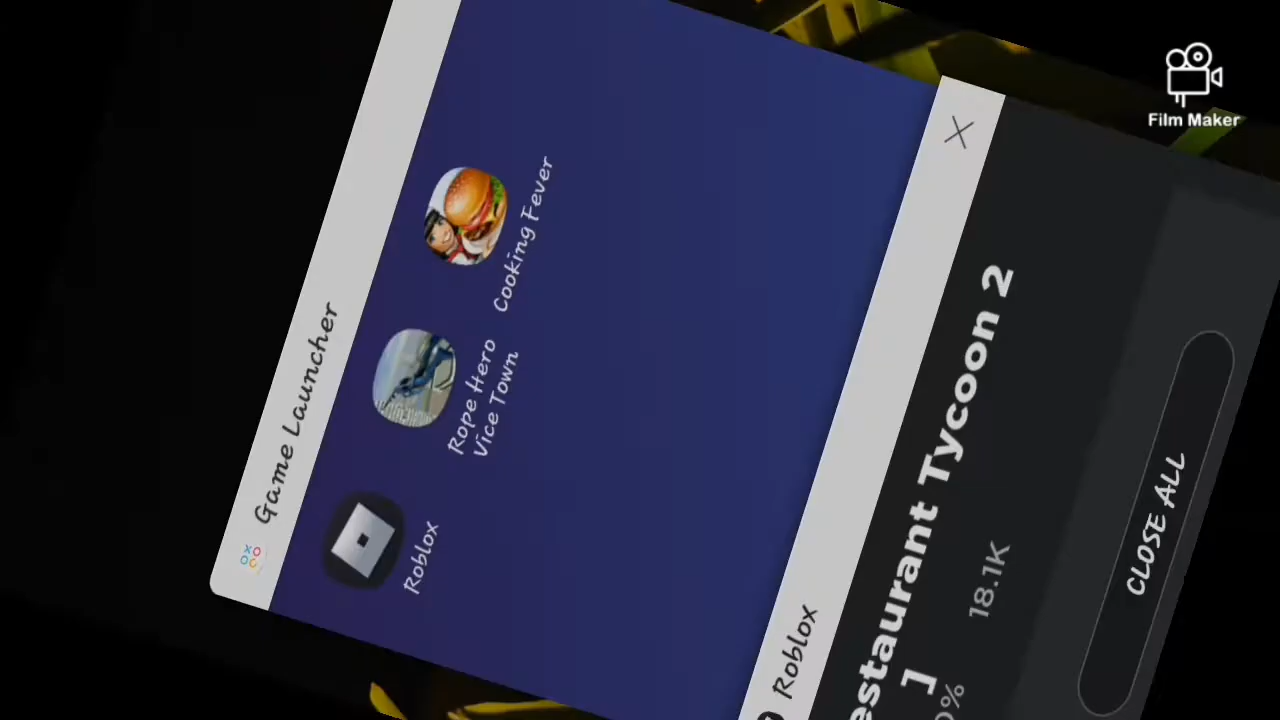 Game Launcher
Roblox
Rope Hero
Vice Town
Cooking Fever
Roblox
estaurant Tycoon 2
]
0%
18.1K
CLOSE ALL
Film Maker